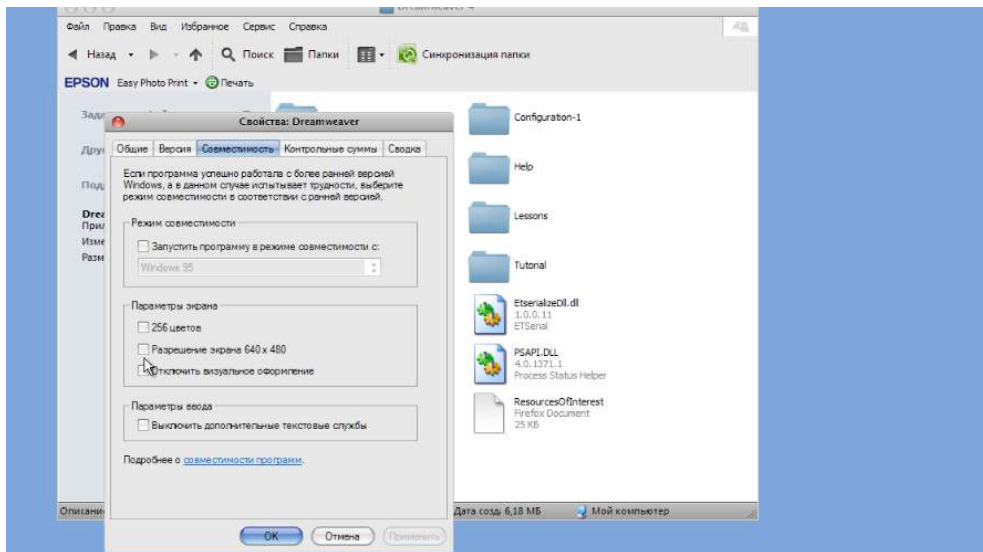 Dreamweaver 4
Файл Правка Вид Избранное Сервис Справка
Назад Поиск Папки Синхронизация папки
EPSON Easy Photo Print Печать
Свойства: Dreamweaver
Общие Версия Совместимость Контрольные суммы Сводка
Если программа успешно работала с более ранней версией
Windows, а в данном случае испытывает трудности, выберите
режим совместимости в соответствии с ранней версией.
Режим совместимости
Запустить программу в режиме совместимости с:
Windows 95
Параметры экрана
256 цветов
Разрешение экрана 640 x 480
Отключить визуальное оформление
Параметры ввода
Выключить дополнительные текстовые службы
Подробнее о совместимости программ.
OK Отмена Применить
Configuration-1
Help
Lessons
Tutorial
EtserializeDll.dll
1.0.0.11
ETSerial
PSAPI.DLL
4.0.1371.1
Process Status Helper
ResourcesOfInterest
Firefox Document
25 КБ
Дата созд: 6,18 МБ Мой компьютер